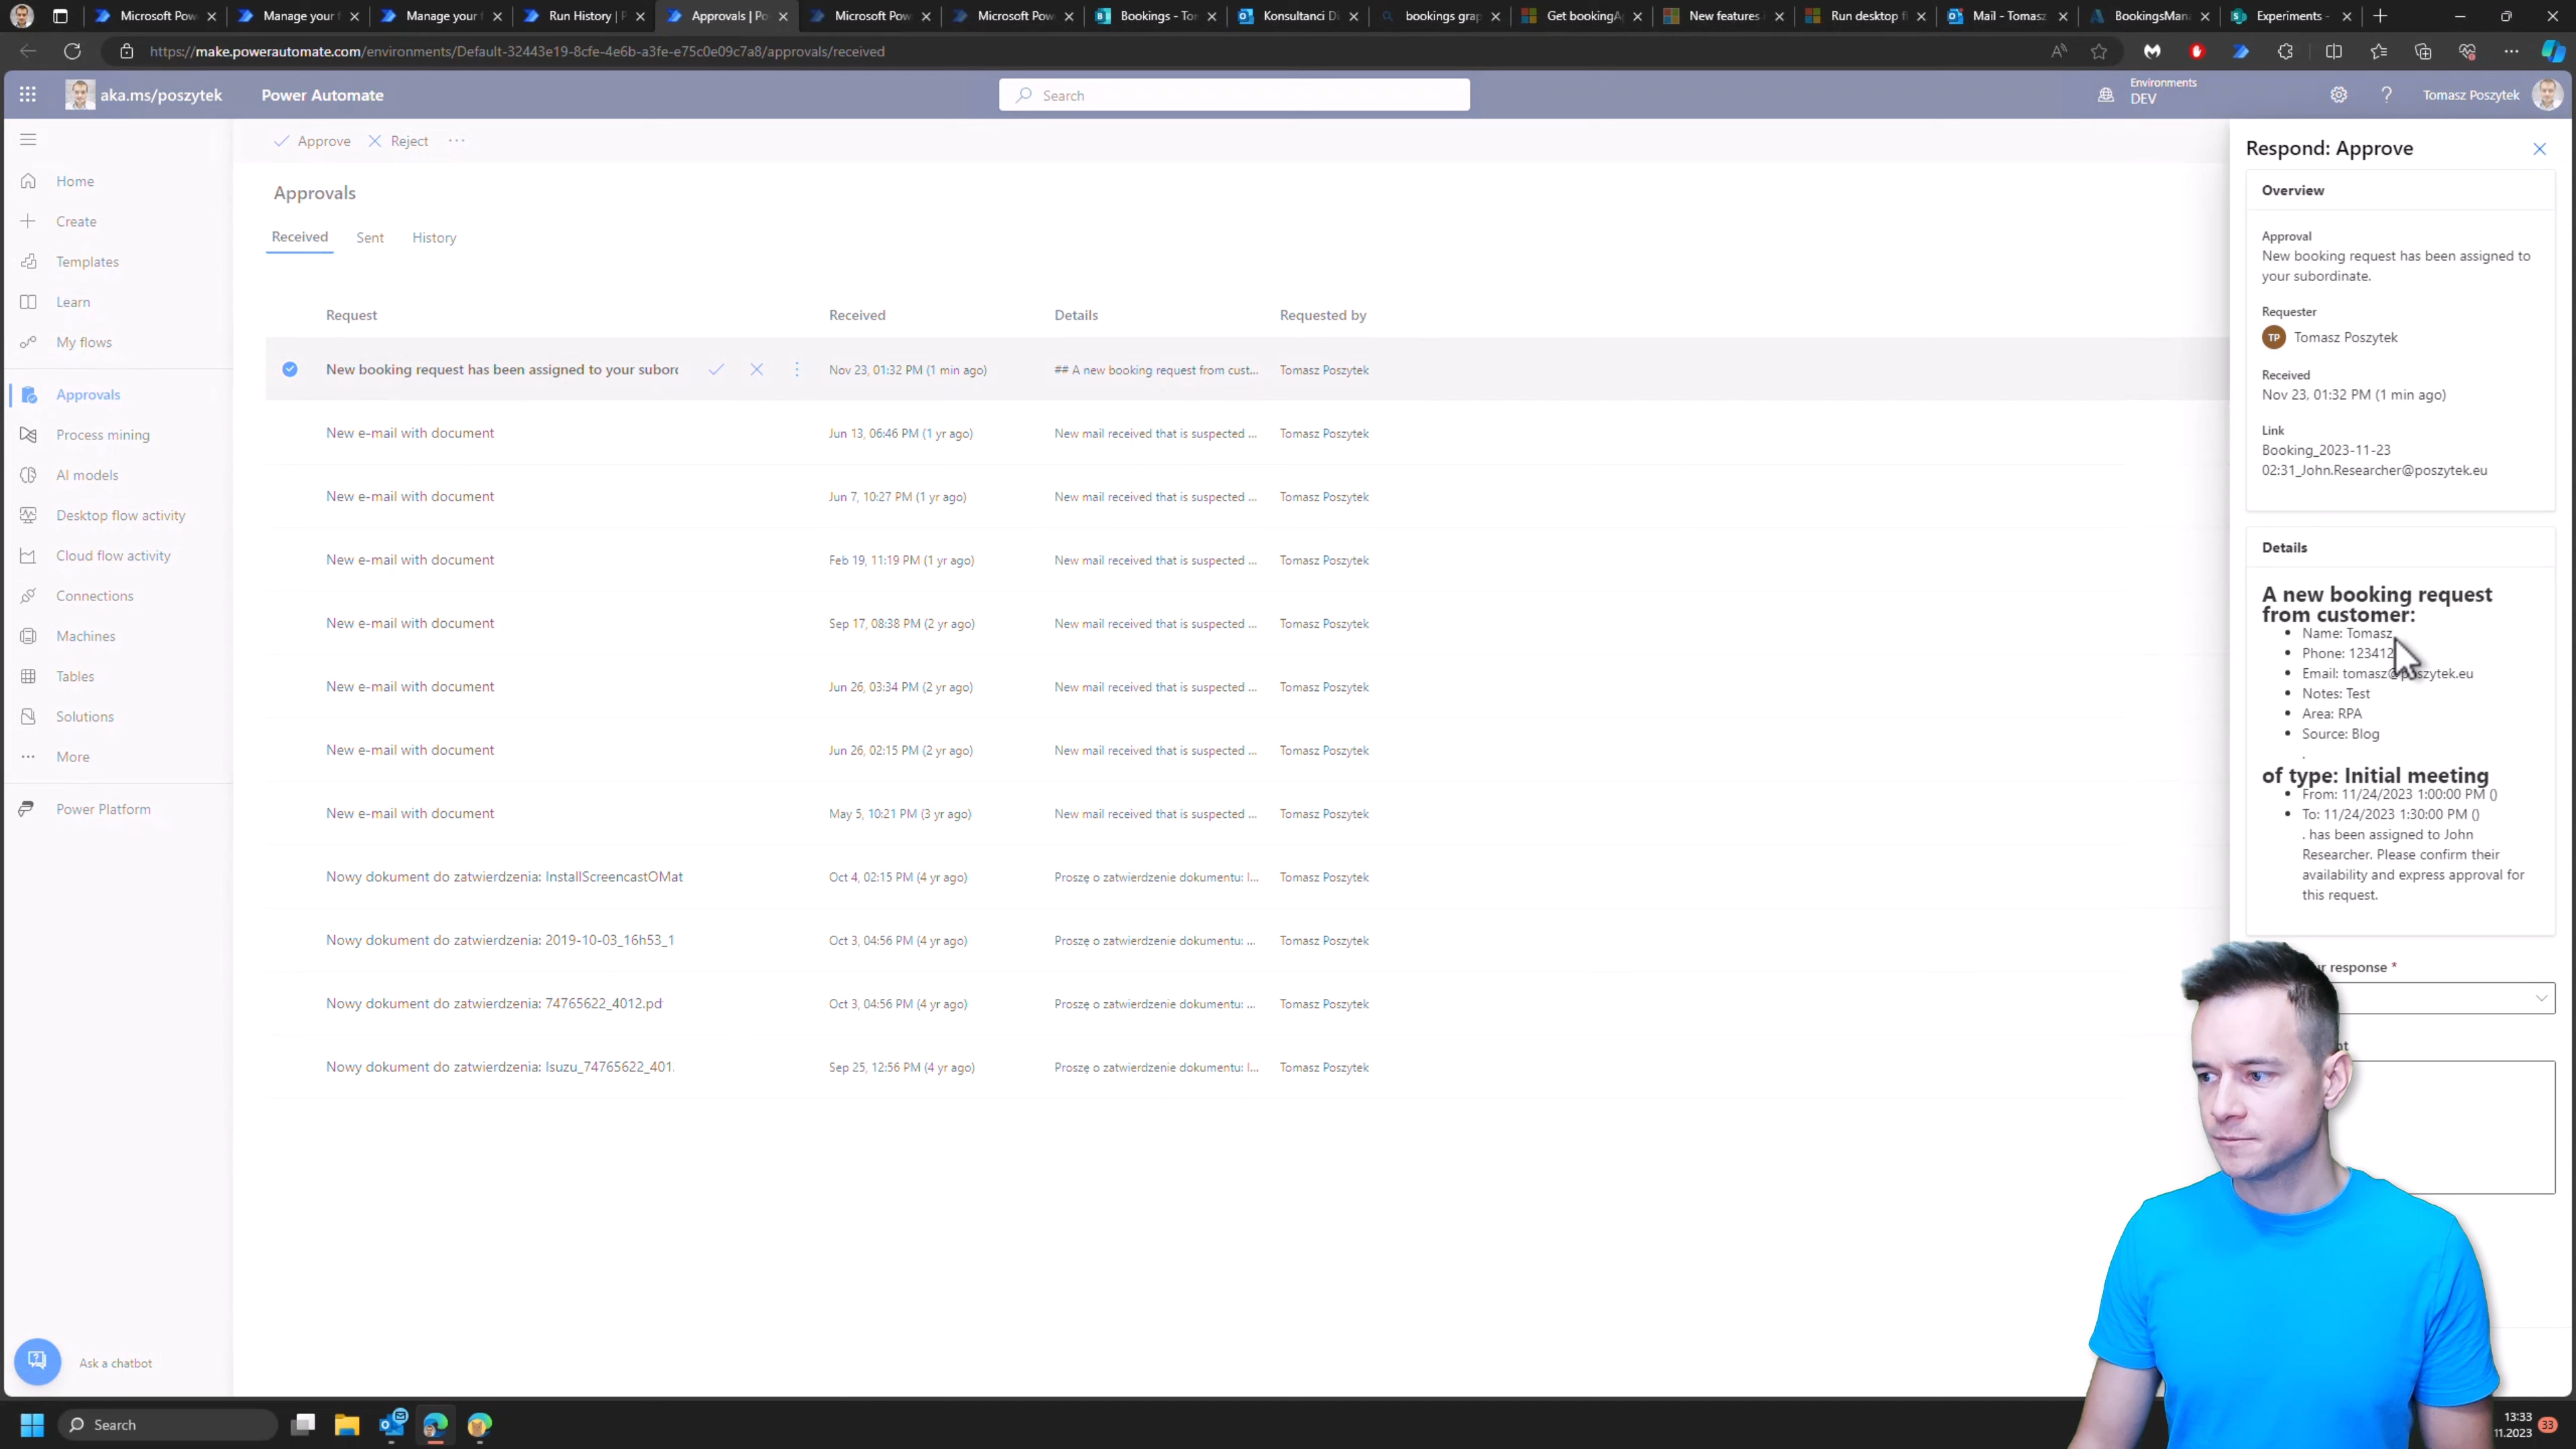 Microsoft Pow
Manage your f
Manage your f
Run History | P
Approvals | Po
Microsoft Pow
Microsoft Pow
Bookings - Tor
Konsultanci Di
bookings grap
Get bookingA
New features
Run desktop fl
Mail - Tomasz
BookingsMana
Experiments -
https://make.powerautomate.com/environments/Default-32443e19-8cfe-4e6b-a3fe-e75c0e09c7a8/approvals/received
aka.ms/poszytek
Power Automate
Search
Environments
DEV
Tomasz Poszytek
Home
Create
Templates
Learn
My flows
Approvals
Process mining
AI models
Desktop flow activity
Cloud flow activity
Connections
Machines
Tables
Solutions
More
Power Platform
Ask a chatbot
Approve Reject
Approvals
Received Sent History
Request Received Details Requested by
New booking request has been assigned to your subord Nov 23, 01:32 PM (1 min ago) ## A new booking request from cust... Tomasz Poszytek
New e-mail with document Jun 13, 06:46 PM (1 yr ago) New mail received that is suspected ... Tomasz Poszytek
New e-mail with document Jun 7, 10:27 PM (1 yr ago) New mail received that is suspected ... Tomasz Poszytek
New e-mail with document Feb 19, 11:19 PM (1 yr ago) New mail received that is suspected ... Tomasz Poszytek
New e-mail with document Sep 17, 08:38 PM (2 yr ago) New mail received that is suspected ... Tomasz Poszytek
New e-mail with document Jun 26, 03:34 PM (2 yr ago) New mail received that is suspected ... Tomasz Poszytek
New e-mail with document Jun 26, 02:15 PM (2 yr ago) New mail received that is suspected ... Tomasz Poszytek
New e-mail with document May 5, 10:21 PM (3 yr ago) New mail received that is suspected ... Tomasz Poszytek
Nowy dokument do zatwierdzenia: InstallScreencastOMat Oct 4, 02:15 PM (4 yr ago) Proszę o zatwierdzenie dokumentu: I... Tomasz Poszytek
Nowy dokument do zatwierdzenia: 2019-10-03_16h53_1 Oct 3, 04:56 PM (4 yr ago) Proszę o zatwierdzenie dokumentu: ... Tomasz Poszytek
Nowy dokument do zatwierdzenia: 74765622_4012.pd Oct 3, 04:56 PM (4 yr ago) Proszę o zatwierdzenie dokumentu: ... Tomasz Poszytek
Nowy dokument do zatwierdzenia: Isuzu_74765622_401. Sep 25, 12:56 PM (4 yr ago) Proszę o zatwierdzenie dokumentu: I... Tomasz Poszytek
Respond: Approve
Overview
Approval
New booking request has been assigned to
your subordinate.
Requester
TP Tomasz Poszytek
Received
Nov 23, 01:32 PM (1 min ago)
Link
Booking_2023-11-23
02:31_John.Researcher@poszytek.eu
Details
A new booking request
from customer:
Name: Tomasz
Phone: 123412
Email: tomasz@poszytek.eu
Notes: Test
Area: RPA
Source: Blog
.
of type: Initial meeting
From: 11/24/2023 1:00:00 PM ()
To: 11/24/2023 1:30:00 PM ()
. has been assigned to John
Researcher. Please confirm their
availability and express approval for
this request.
response *
Search
13:33
11.2023
33